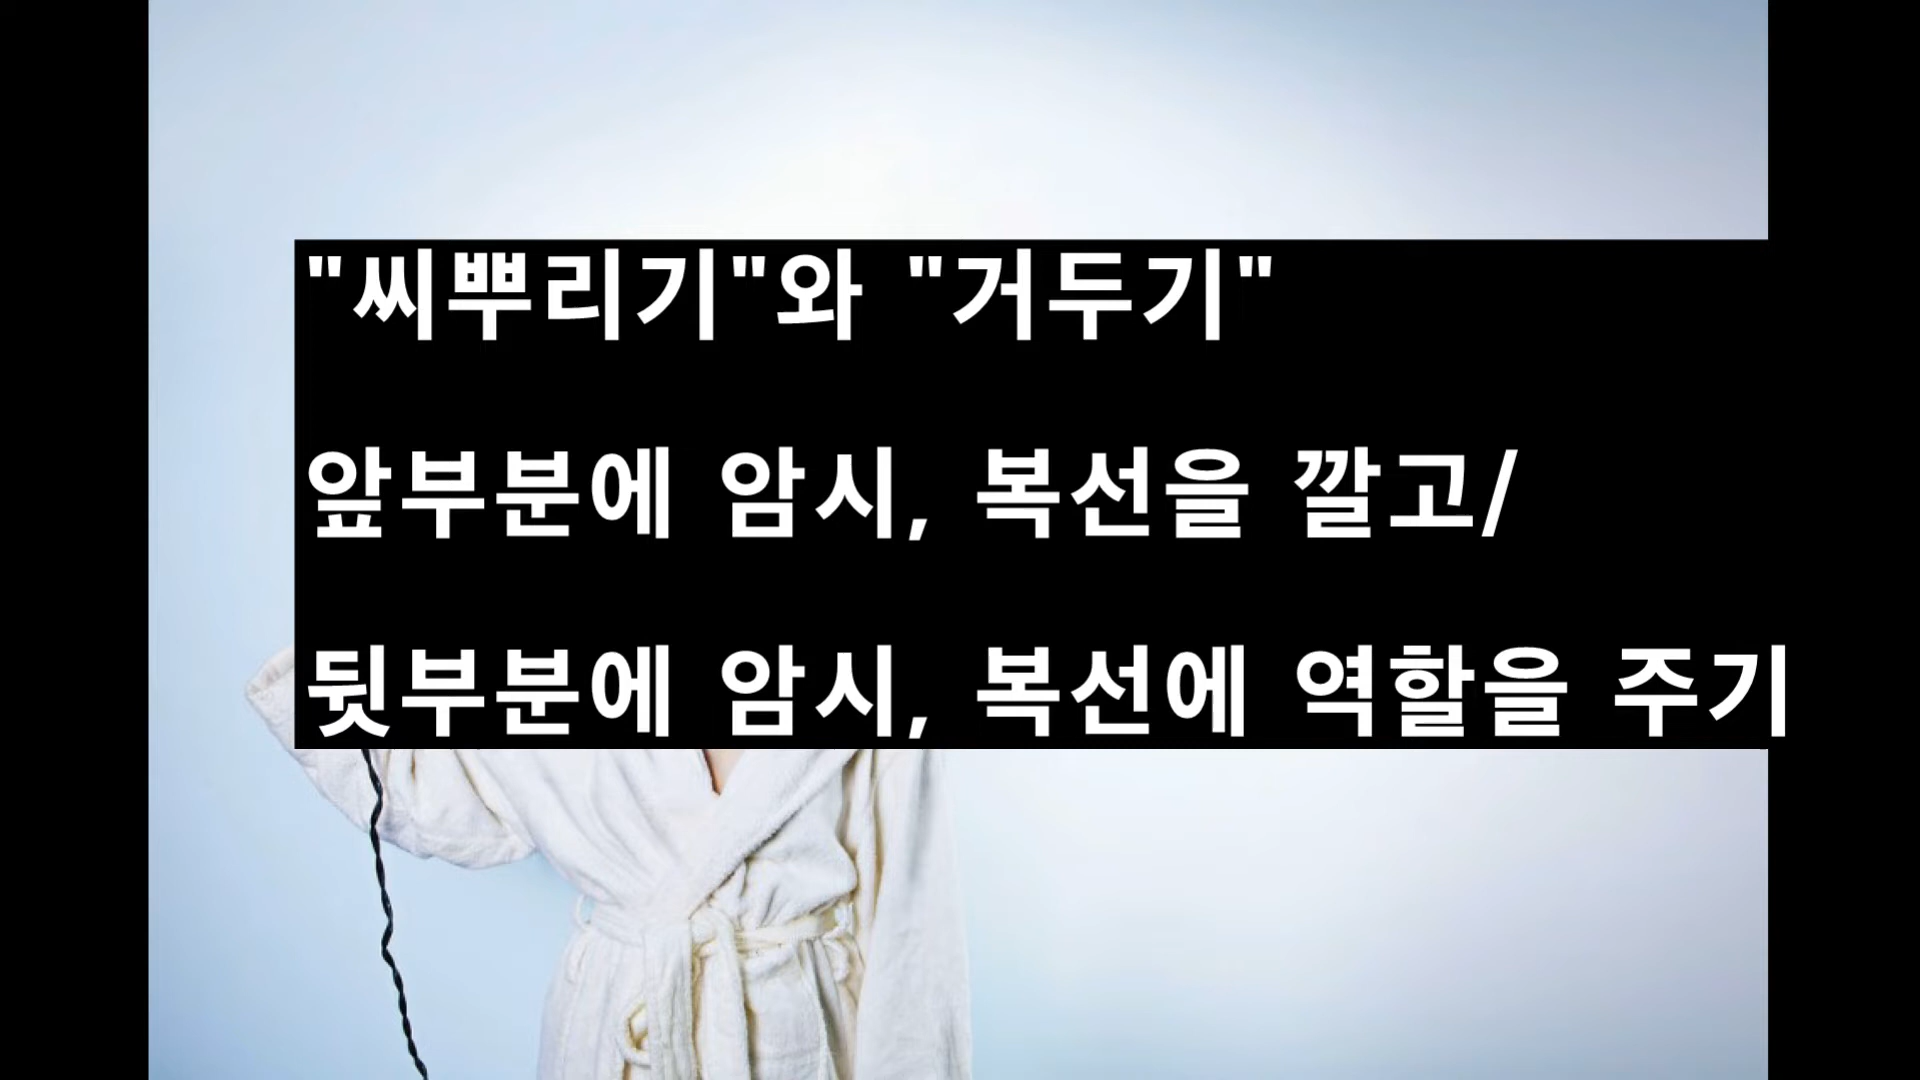 "씨뿌리기"와 "거두기"
앞부분에 암시, 복선을 깔고/
뒷부분에 암시, 복선에 역할을 주기